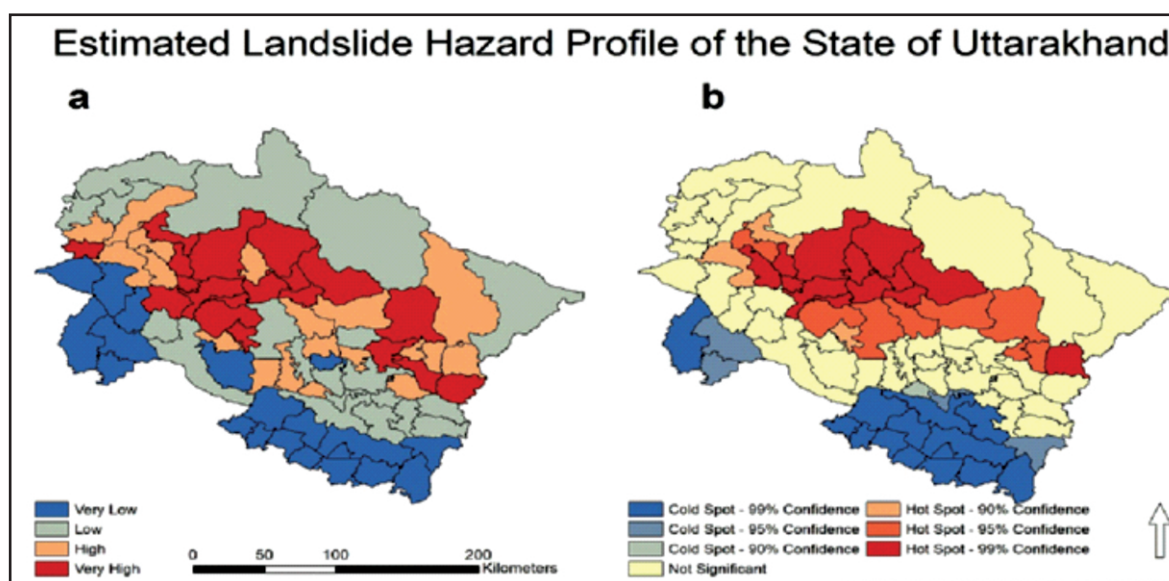 Estimated Landslide Hazard Profile of the State of Uttarakhand
a
b
Very Low
Low
High
Very High
0 50 100 200
Kilometers
Cold Spot - 99% Confidence
Cold Spot - 95% Confidence
Cold Spot - 90% Confidence
Not Significant
Hot Spot - 90% Confidence
Hot Spot - 95% Confidence
Hot Spot - 99% Confidence